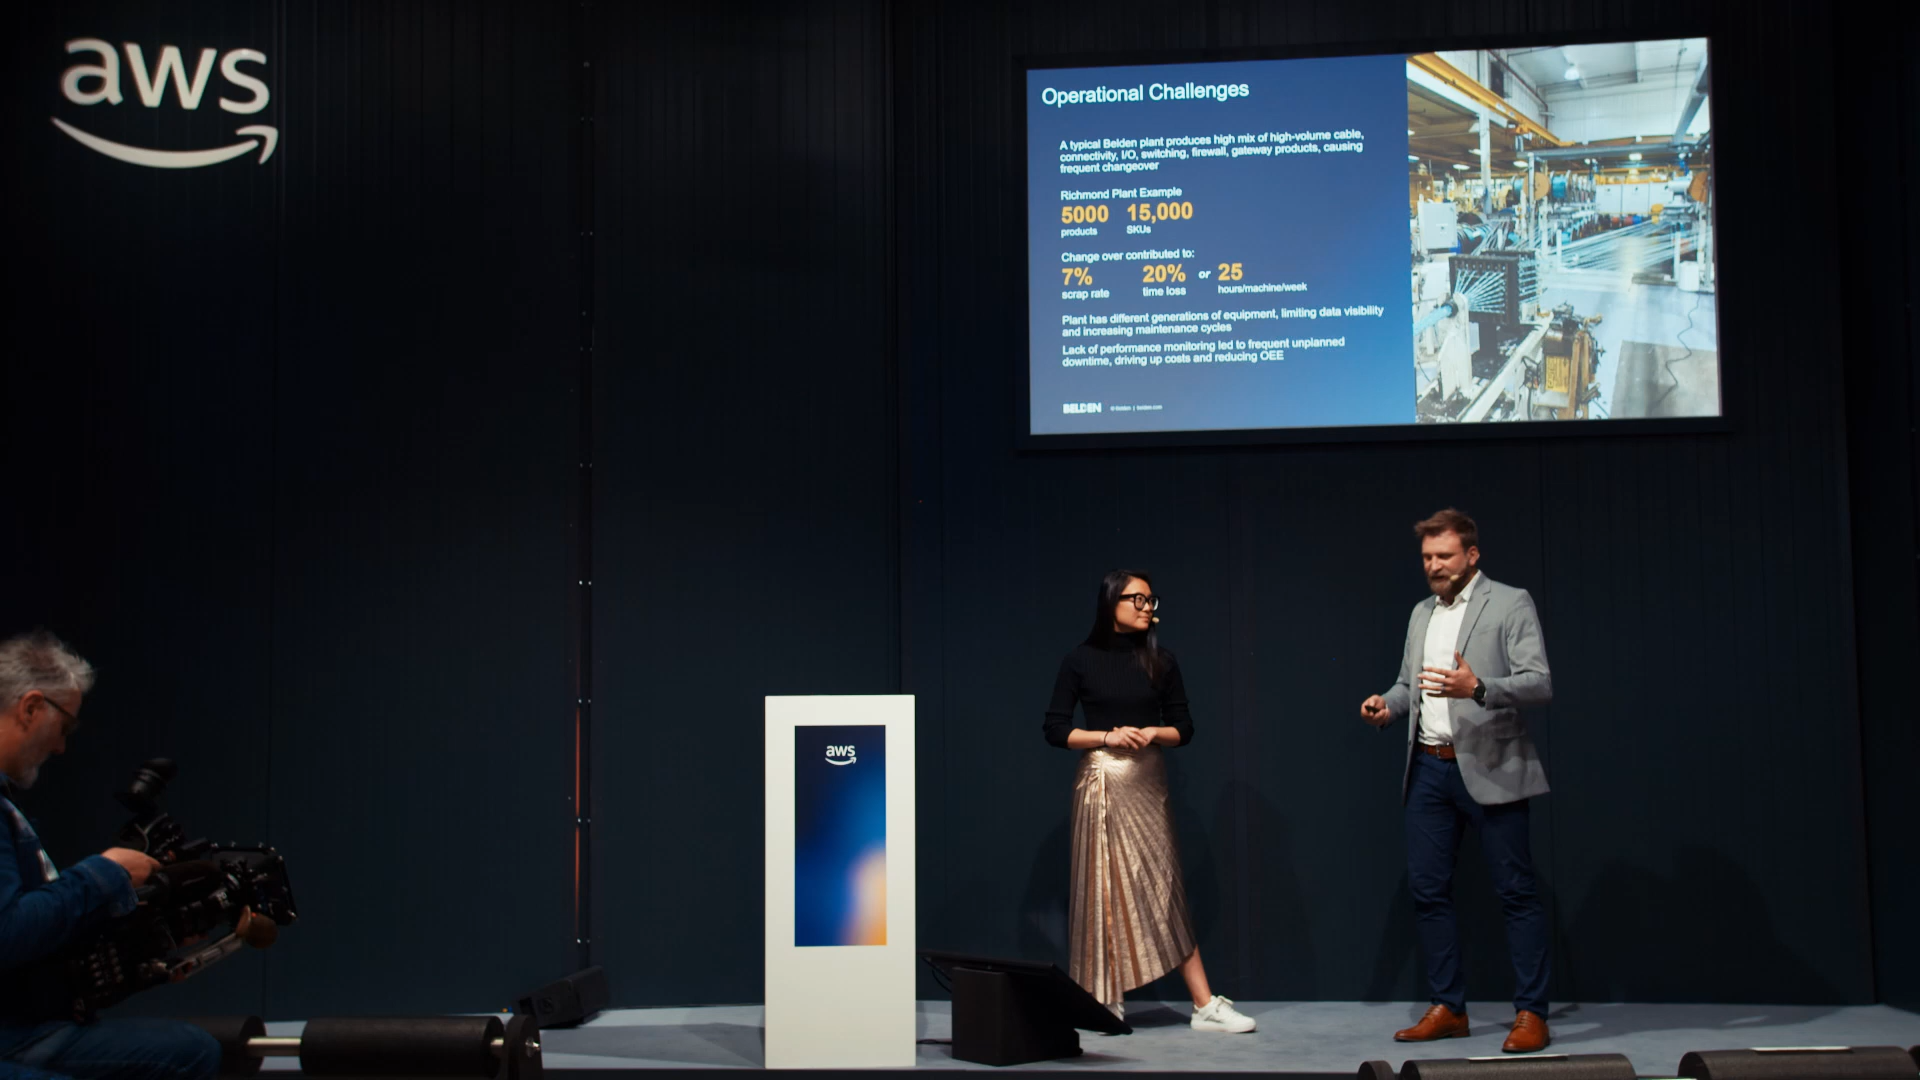 aws
Operational Challenges
A typical Belden plant produces high mix of high-volume cable,
connectivity, I/O, switching, firewall, gateway products, causing
frequent changeover
Richmond Plant Example
5000 15,000
products SKUs
Change over contributed to:
7% 20% or 25
scrap rate time loss hours/machine/week
Plant has different generations of equipment, limiting data visibility
and increasing maintenance cycles
Lack of performance monitoring led to frequent unplanned
downtime, driving up costs and reducing OEE
BELDEN © Belden | belden.com
aws